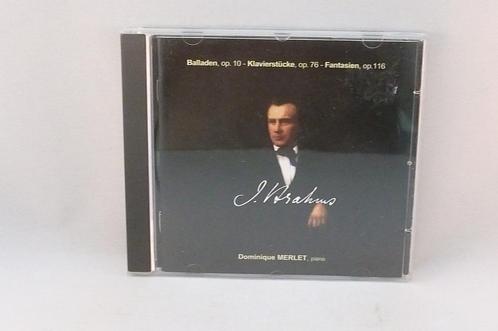 Balladen, op. 10 - Klavierstücke, op. 76 - Fantasien, op.116
J. Brahms
Dominique MERLET, piano